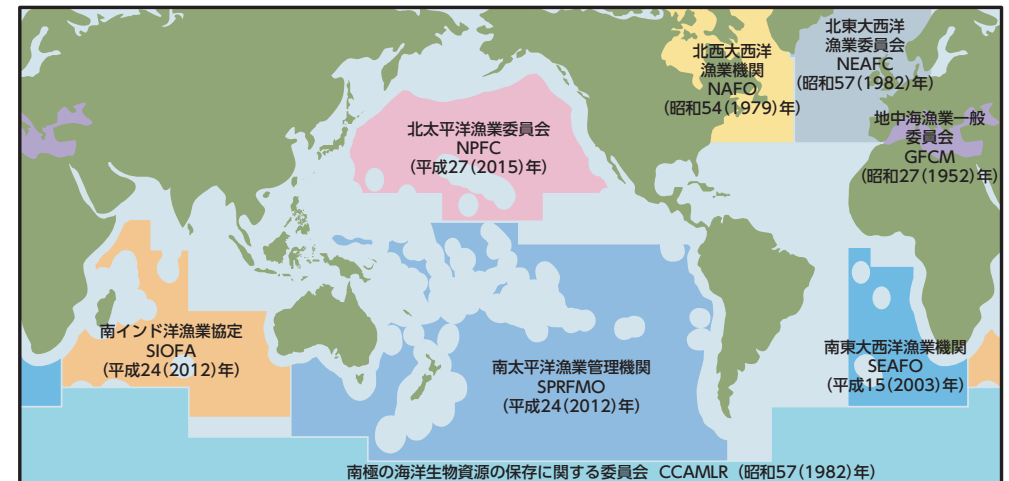 北東大西洋
漁業委員会
NEAFC
(昭和57(1982)年)
北西大西洋
漁業機関
NAFO
(昭和54(1979)年)
地中海漁業一般
委員会
GFCM
(昭和27(1952)年)
北太平洋漁業委員会
NPFC
(平成27(2015)年)
南インド洋漁業協定
SIOFA
(平成24(2012)年)
南太平洋漁業管理機関
SPRFMO
(平成24(2012)年)
南東大西洋漁業機関
SEAFO
(平成15(2003)年)
南極の海洋生物資源の保存に関する委員会 CCAMLR (昭和57(1982)年)